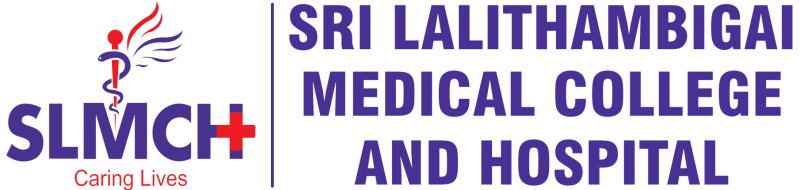 SLMCH
Caring Lives
SRI LALITHAMBIGAI
MEDICAL COLLEGE
AND HOSPITAL